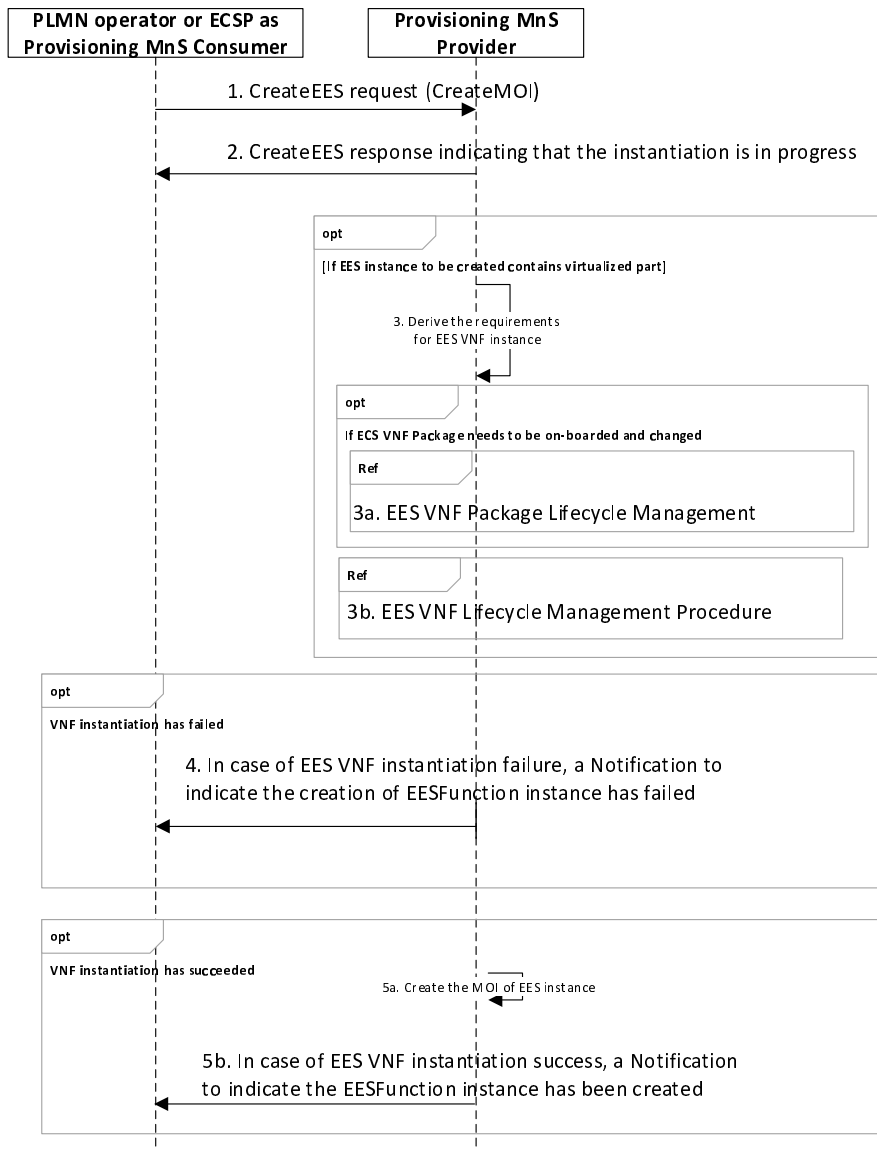 PLMN operator or ECSP as
Provisioning MnS Consumer
Provisioning MnS
Provider
1. CreateEES request (CreateMOI)
2. CreateEES response indicating that the instantiation is in progress
opt
[If EES instance to be created contains virtualized part]
3. Derive the requirements
for EES VNF instance
opt
If ECS VNF Package needs to be on-boarded and changed
Ref
3a. EES VNF Package Lifecycle Management
Ref
3b. EES VNF Lifecycle Management Procedure
opt
VNF instantiation has failed
4. In case of EES VNF instantiation failure, a Notification to
indicate the creation of EESFunction instance has failed
opt
VNF instantiation has succeeded
5a. Create the MOI of EES instance
5b. In case of EES VNF instantiation success, a Notification
to indicate the EESFunction instance has been created